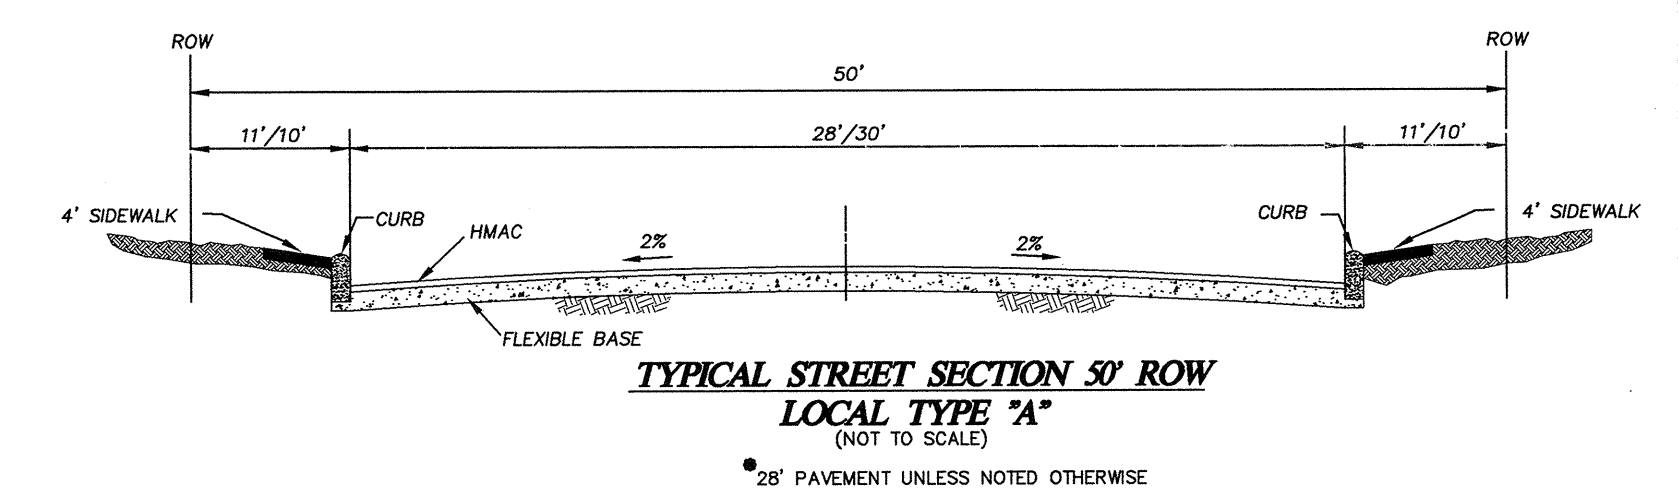 ROW
ROW
50'
11'/10'
28'/30'
11'/10'
4' SIDEWALK
CURB
HMAC
2%
2%
CURB
4' SIDEWALK
FLEXIBLE BASE
TYPICAL STREET SECTION 50' ROW
LOCAL TYPE "A"
(NOT TO SCALE)
28' PAVEMENT UNLESS NOTED OTHERWISE